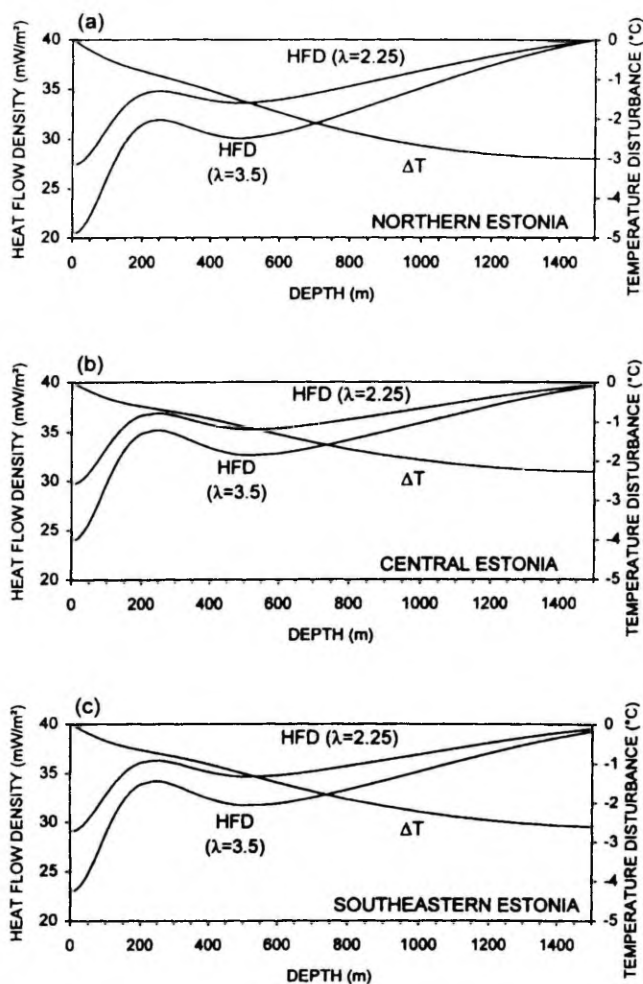 (a)
HEAT FLOW DENSITY (mW/m²)
40
35
30
25
20
HFD (λ=2.25)
HFD
(λ=3.5)
ΔT
NORTHERN ESTONIA
0
-1
-2
-3
-4
-5
TEMPERATURE DISTURBANCE (°C)
0 200 400 600 800 1000 1200 1400
DEPTH (m)
(b)
HEAT FLOW DENSITY (mW/m²)
40
35
30
25
20
HFD (λ=2.25)
HFD
(λ=3.5)
ΔT
CENTRAL ESTONIA
0
-1
-2
-3
-4
-5
TEMPERATURE DISTURBANCE (°C)
0 200 400 600 800 1000 1200 1400
DEPTH (m)
(c)
HEAT FLOW DENSITY (mW/m²)
40
35
30
25
20
HFD (λ=2.25)
HFD
(λ=3.5)
ΔT
SOUTHEASTERN ESTONIA
0
-1
-2
-3
-4
-5
TEMPERATURE DISTURBANCE (°C)
0 200 400 600 800 1000 1200 1400
DEPTH (m)